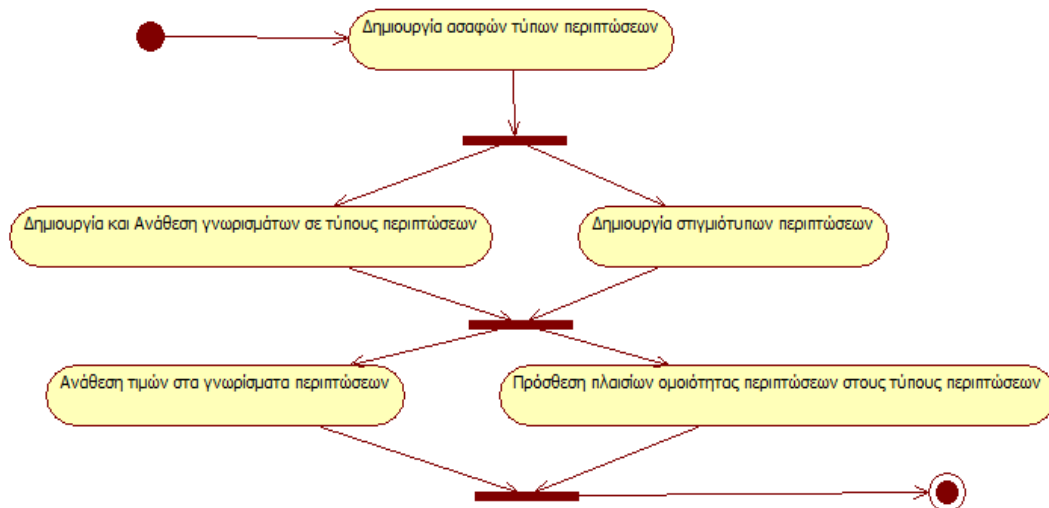 Δημιουργία ασαφών τύπων περιπτώσεων
Δημιουργία και Ανάθεση γνωρισμάτων σε τύπους περιπτώσεων
Δημιουργία στιγμιότυπων περιπτώσεων
Ανάθεση τιμών στα γνωρίσματα περιπτώσεων
Πρόσθεση πλαισίων ομοιότητας περιπτώσεων στους τύπους περιπτώσεων